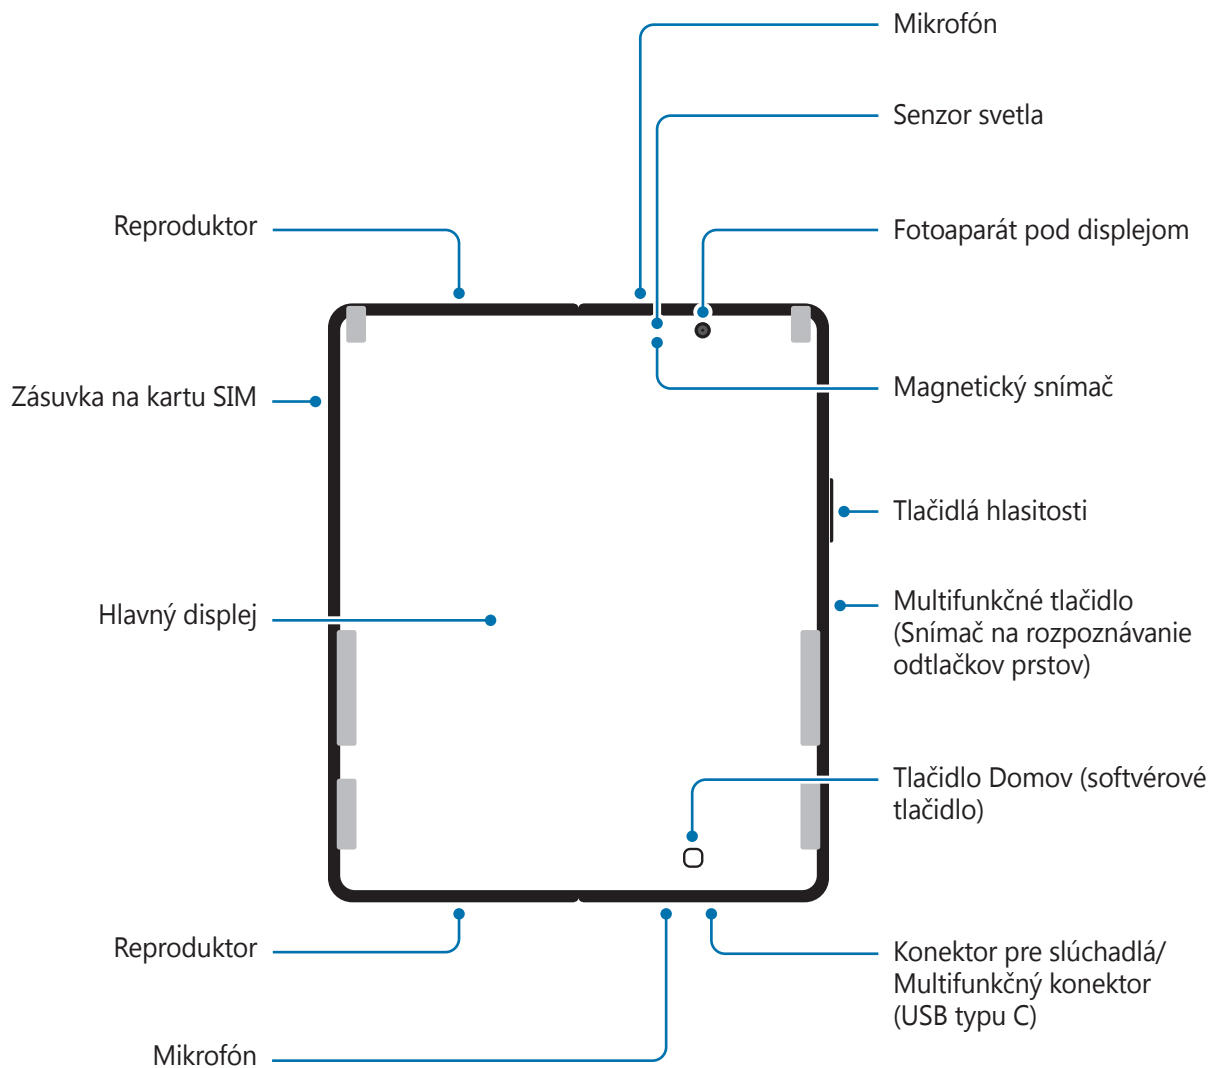 Mikrofón
Senzor svetla
Reproduktor
Fotoaparát pod displejom
Zásuvka na kartu SIM
Magnetický snímač
Tlačidlá hlasitosti
Hlavný displej
Multifunkčné tlačidlo
(Snímač na rozpoznávanie
odtlačkov prstov)
Tlačidlo Domov (softvérové
tlačidlo)
Reproduktor
Konektor pre slúchadlá/
Multifunkčný konektor
(USB typu C)
Mikrofón